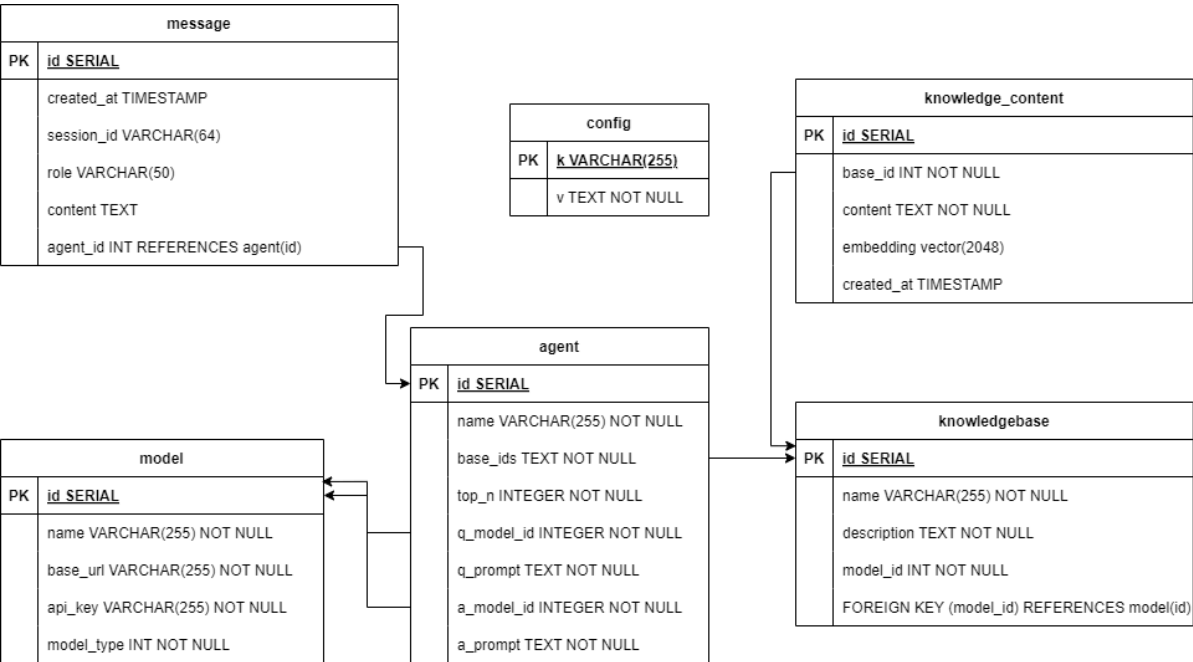 message
PK id SERIAL
created_at TIMESTAMP
session_id VARCHAR(64)
role VARCHAR(50)
content TEXT
agent_id INT REFERENCES agent(id)
config
PK k VARCHAR(255)
v TEXT NOT NULL
knowledge_content
PK id SERIAL
base_id INT NOT NULL
content TEXT NOT NULL
embedding vector(2048)
created_at TIMESTAMP
agent
PK id SERIAL
name VARCHAR(255) NOT NULL
base_ids TEXT NOT NULL
top_n INTEGER NOT NULL
q_model_id INTEGER NOT NULL
q_prompt TEXT NOT NULL
a_model_id INTEGER NOT NULL
a_prompt TEXT NOT NULL
model
PK id SERIAL
name VARCHAR(255) NOT NULL
base_url VARCHAR(255) NOT NULL
api_key VARCHAR(255) NOT NULL
model_type INT NOT NULL
knowledgebase
PK id SERIAL
name VARCHAR(255) NOT NULL
description TEXT NOT NULL
model_id INT NOT NULL
FOREIGN KEY (model_id) REFERENCES model(id)